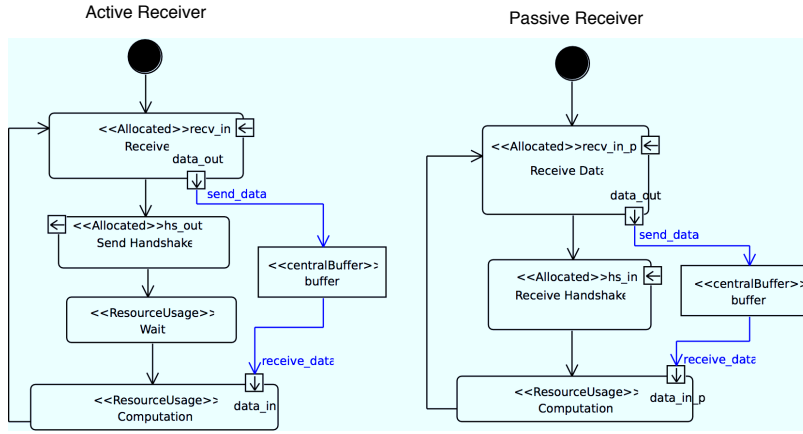 Active Receiver
<<Allocated>>recv_in
Receive
data_out
send_data
<<Allocated>>hs_out
Send Handshake
<<centralBuffer>>
buffer
<<ResourceUsage>>
Wait
receive_data
<<ResourceUsage>>
Computation
data_in
Passive Receiver
<<Allocated>>recv_in_p
Receive Data
data_out
send_data
<<Allocated>>hs_in
Receive Handshake
<<centralBuffer>>
buffer
receive_data
<<ResourceUsage>>
Computation
data_in_p